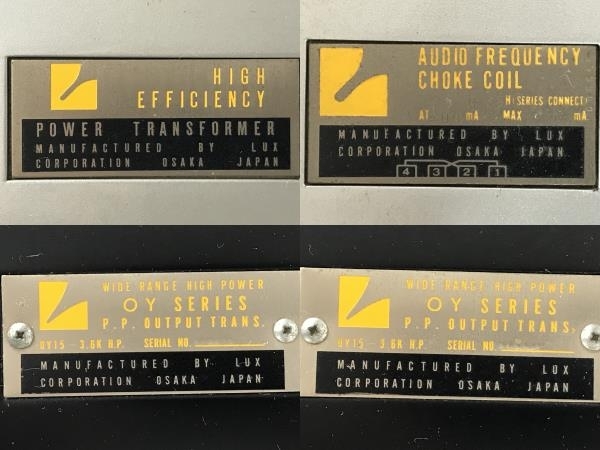 HIGH
EFFICIENCY
POWER TRANSFORMER
MANUFACTURED BY LUX
CORPORATION OSAKA JAPAN
AUDIO FREQUENCY
CHOKE COIL
H(SERIES CONNECT)
AT mA MAX mA
MANUFACTURED BY LUX
CORPORATION OSAKA JAPAN
4 3 2 1
WIDE RANGE HIGH POWER
OY SERIES
P.P. OUTPUT TRANS.
OY15-3.6K H.P. SERIAL NO.
MANUFACTURED BY LUX
CORPORATION OSAKA JAPAN
WIDE RANGE HIGH POWER
OY SERIES
P.P. OUTPUT TRANS.
OY15-3.6K H.P. SERIAL NO.
MANUFACTURED BY LUX
CORPORATION OSAKA JAPAN